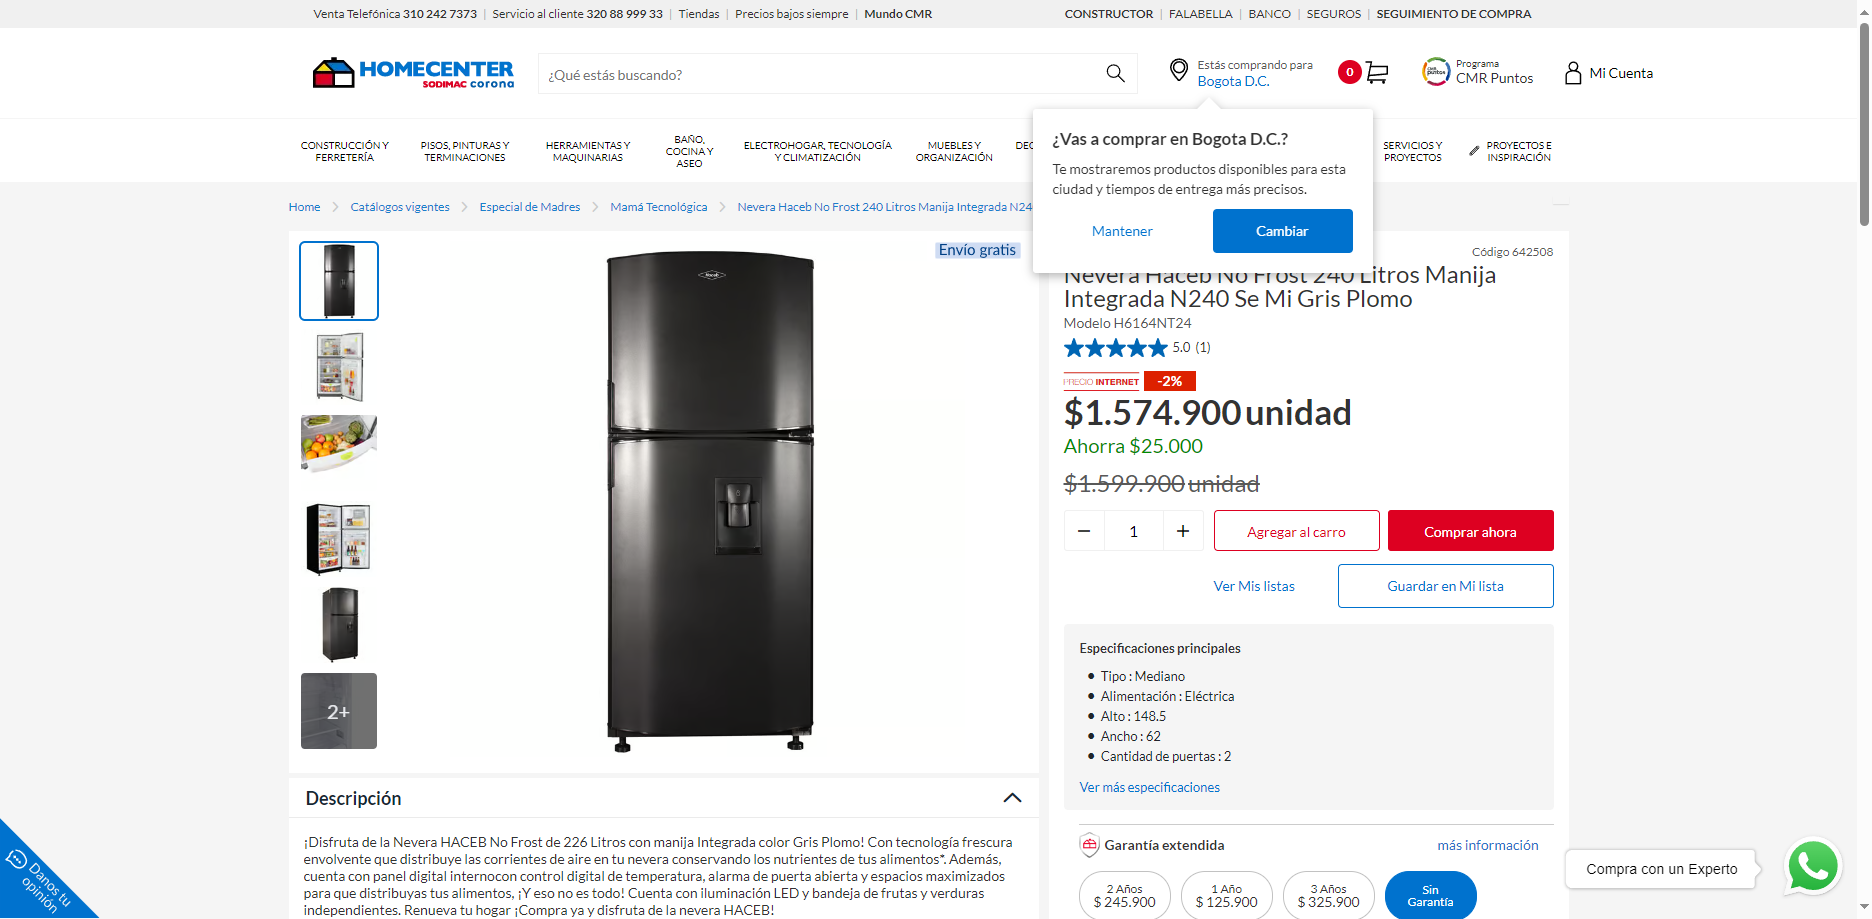 Venta Telefónica 310 242 7373 | Servicio al cliente 320 88 999 33 | Tiendas | Precios bajos siempre | Mundo CMR
CONSTRUCTOR | FALABELLA | BANCO | SEGUROS | SEGUIMIENTO DE COMPRA
HOMECENTER
SODIMAC corona
¿Qué estás buscando?
Estás comprando para
Bogota D.C.
0
Programa
CMR Puntos
Mi Cuenta
CONSTRUCCIÓN Y
FERRETERÍA
PISOS, PINTURAS Y
TERMINACIONES
HERRAMIENTAS Y
MAQUINARIAS
BAÑO,
COCINA Y
ASEO
ELECTROHOGAR, TECNOLOGÍA
Y CLIMATIZACIÓN
MUEBLES Y
ORGANIZACIÓN
DEC
SERVICIOS Y
PROYECTOS
PROYECTOS E
INSPIRACIÓN
¿Vas a comprar en Bogota D.C.?
Te mostraremos productos disponibles para esta
ciudad y tiempos de entrega más precisos.
Mantener
Cambiar
Home > Catálogos vigentes > Especial de Madres > Mamá Tecnológica > Nevera Haceb No Frost 240 Litros Manija Integrada N240
Envío gratis
Haceb
2+
Código 642508
Nevera Haceb No Frost 240 Litros Manija
Integrada N240 Se Mi Gris Plomo
Modelo H6164NT24
5.0 (1)
PRECIO INTERNET -2%
$1.574.900 unidad
Ahorra $25.000
$1.599.900 unidad
− 1 +
Agregar al carro
Comprar ahora
Ver Mis listas
Guardar en Mi lista
Especificaciones principales
• Tipo : Mediano
• Alimentación : Eléctrica
• Alto : 148.5
• Ancho : 62
• Cantidad de puertas : 2
Ver más especificaciones
Garantía extendida
más información
2 Años
$ 245.900
1 Año
$ 125.900
3 Años
$ 325.900
Sin
Garantía
Descripción
¡Disfruta de la Nevera HACEB No Frost de 226 Litros con manija Integrada color Gris Plomo! Con tecnología frescura
envolvente que distribuye las corrientes de aire en tu nevera conservando los nutrientes de tus alimentos*. Además,
cuenta con panel digital internocon control digital de temperatura, alarma de puerta abierta y espacios maximizados
para que distribuyas tus alimentos, ¡Y eso no es todo! Cuenta con iluminación LED y bandeja de frutas y verduras
independientes. Renueva tu hogar ¡Compra ya y disfruta de la nevera HACEB!
Danos tu
opinión
Compra con un Experto